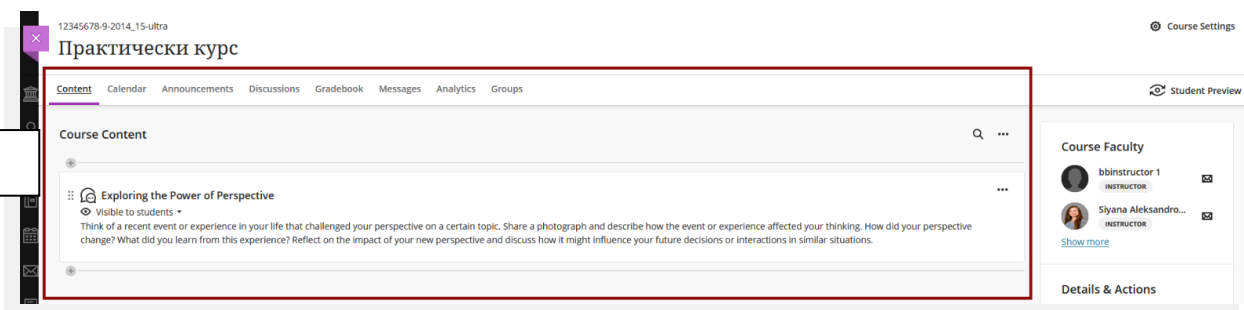 12345678-9-2014_15-ultra
Практически курс
Course Settings
Content Calendar Announcements Discussions Gradebook Messages Analytics Groups
Student Preview
Course Content
Exploring the Power of Perspective
Visible to students
Think of a recent event or experience in your life that challenged your perspective on a certain topic. Share a photograph and describe how the event or experience affected your thinking. How did your perspective
change? What did you learn from this experience? Reflect on the impact of your new perspective and discuss how it might influence your future decisions or interactions in similar situations.
Course Faculty
bbinstructor 1
INSTRUCTOR
Siyana Aleksandro...
INSTRUCTOR
Show more
Details & Actions